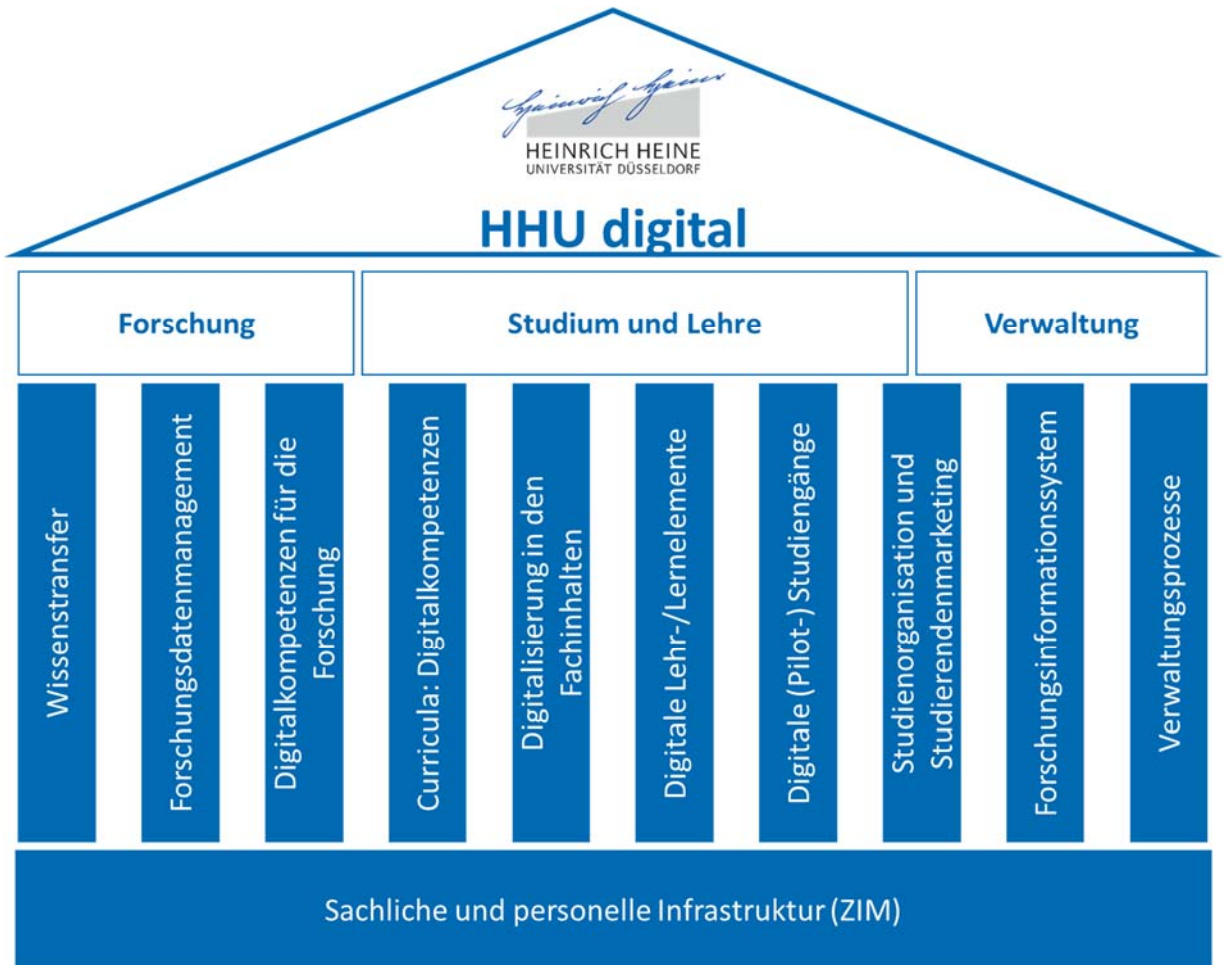 Heinrich Heine
HEINRICH HEINE
UNIVERSITÄT DÜSSELDORF
HHU digital
Forschung
Studium und Lehre
Verwaltung
Wissenstransfer
Forschungsdatenmanagement
Digitalkompetenzen für die
Forschung
Curricula: Digitalkompetenzen
Digitalisierung in den
Fachinhalten
Digitale Lehr-/Lernelemente
Digitale (Pilot-) Studiengänge
Studienorganisation und
Studierendenmarketing
Forschungsinformationssystem
Verwaltungsprozesse
Sachliche und personelle Infrastruktur (ZIM)